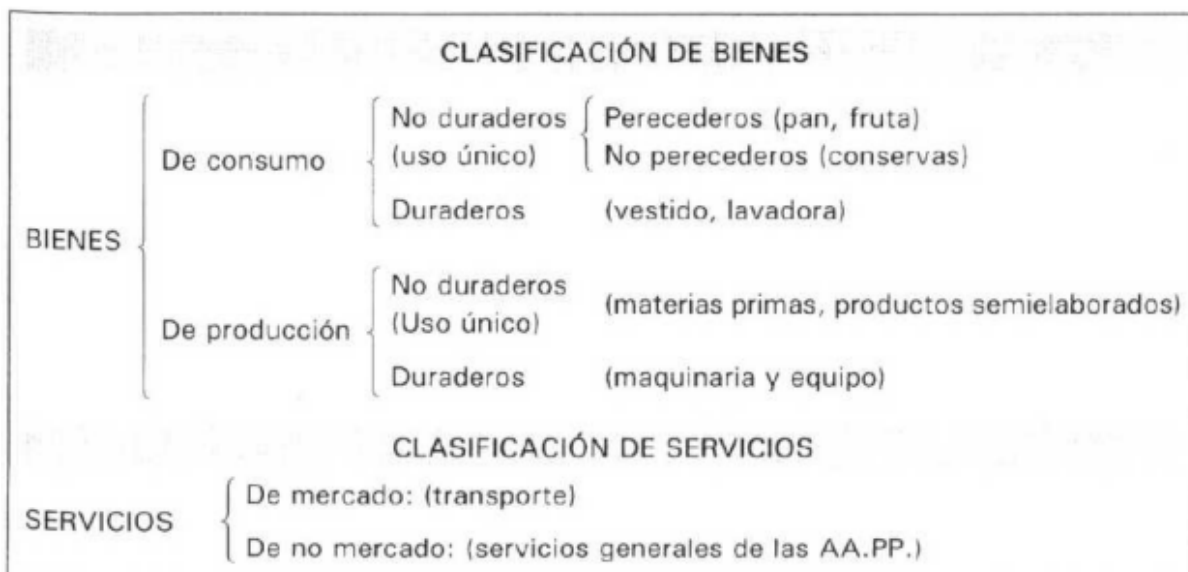 CLASIFICACIÓN DE BIENES
BIENES
De consumo
No duraderos
(uso único)
Perecederos (pan, fruta)
No perecederos (conservas)
Duraderos (vestido, lavadora)
De producción
No duraderos
(Uso único)
(materias primas, productos semielaborados)
Duraderos (maquinaria y equipo)
CLASIFICACIÓN DE SERVICIOS
SERVICIOS
De mercado: (transporte)
De no mercado: (servicios generales de las AA.PP.)